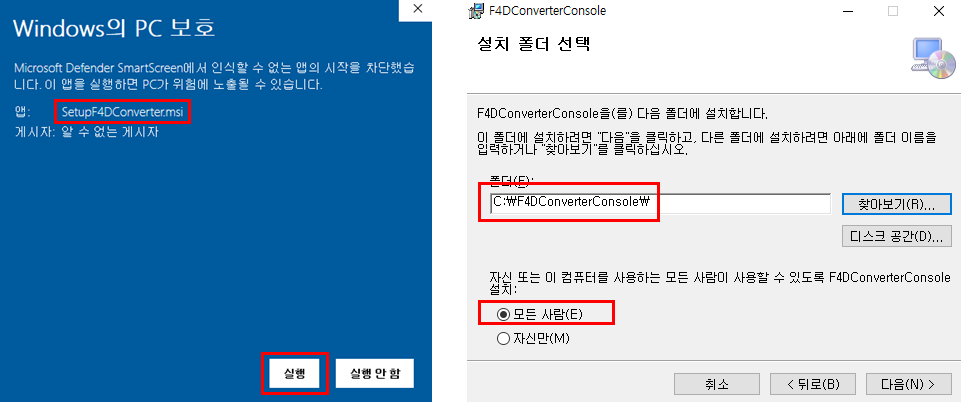 Windows의 PC 보호
Microsoft Defender SmartScreen에서 인식할 수 없는 앱의 시작을 차단했습
니다. 이 앱을 실행하면 PC가 위험에 노출될 수 있습니다.
앱: SetupF4DConverter.msi
게시자: 알 수 없는 게시자
실행
실행 안 함
F4DConverterConsole
설치 폴더 선택
F4DConverterConsole을(를) 다음 폴더에 설치합니다.
이 폴더에 설치하려면 "다음"을 클릭하고, 다른 폴더에 설치하려면 아래에 폴더 이름을
입력하거나 "찾아보기"를 클릭하십시오.
폴더(F):
C:₩F4DConverterConsole₩
찾아보기(R)...
디스크 공간(D)...
자신 또는 이 컴퓨터를 사용하는 모든 사람이 사용할 수 있도록 F4DConverterConsole
설치:
모든 사람(E)
자신만(M)
취소
< 뒤로(B)
다음(N) >